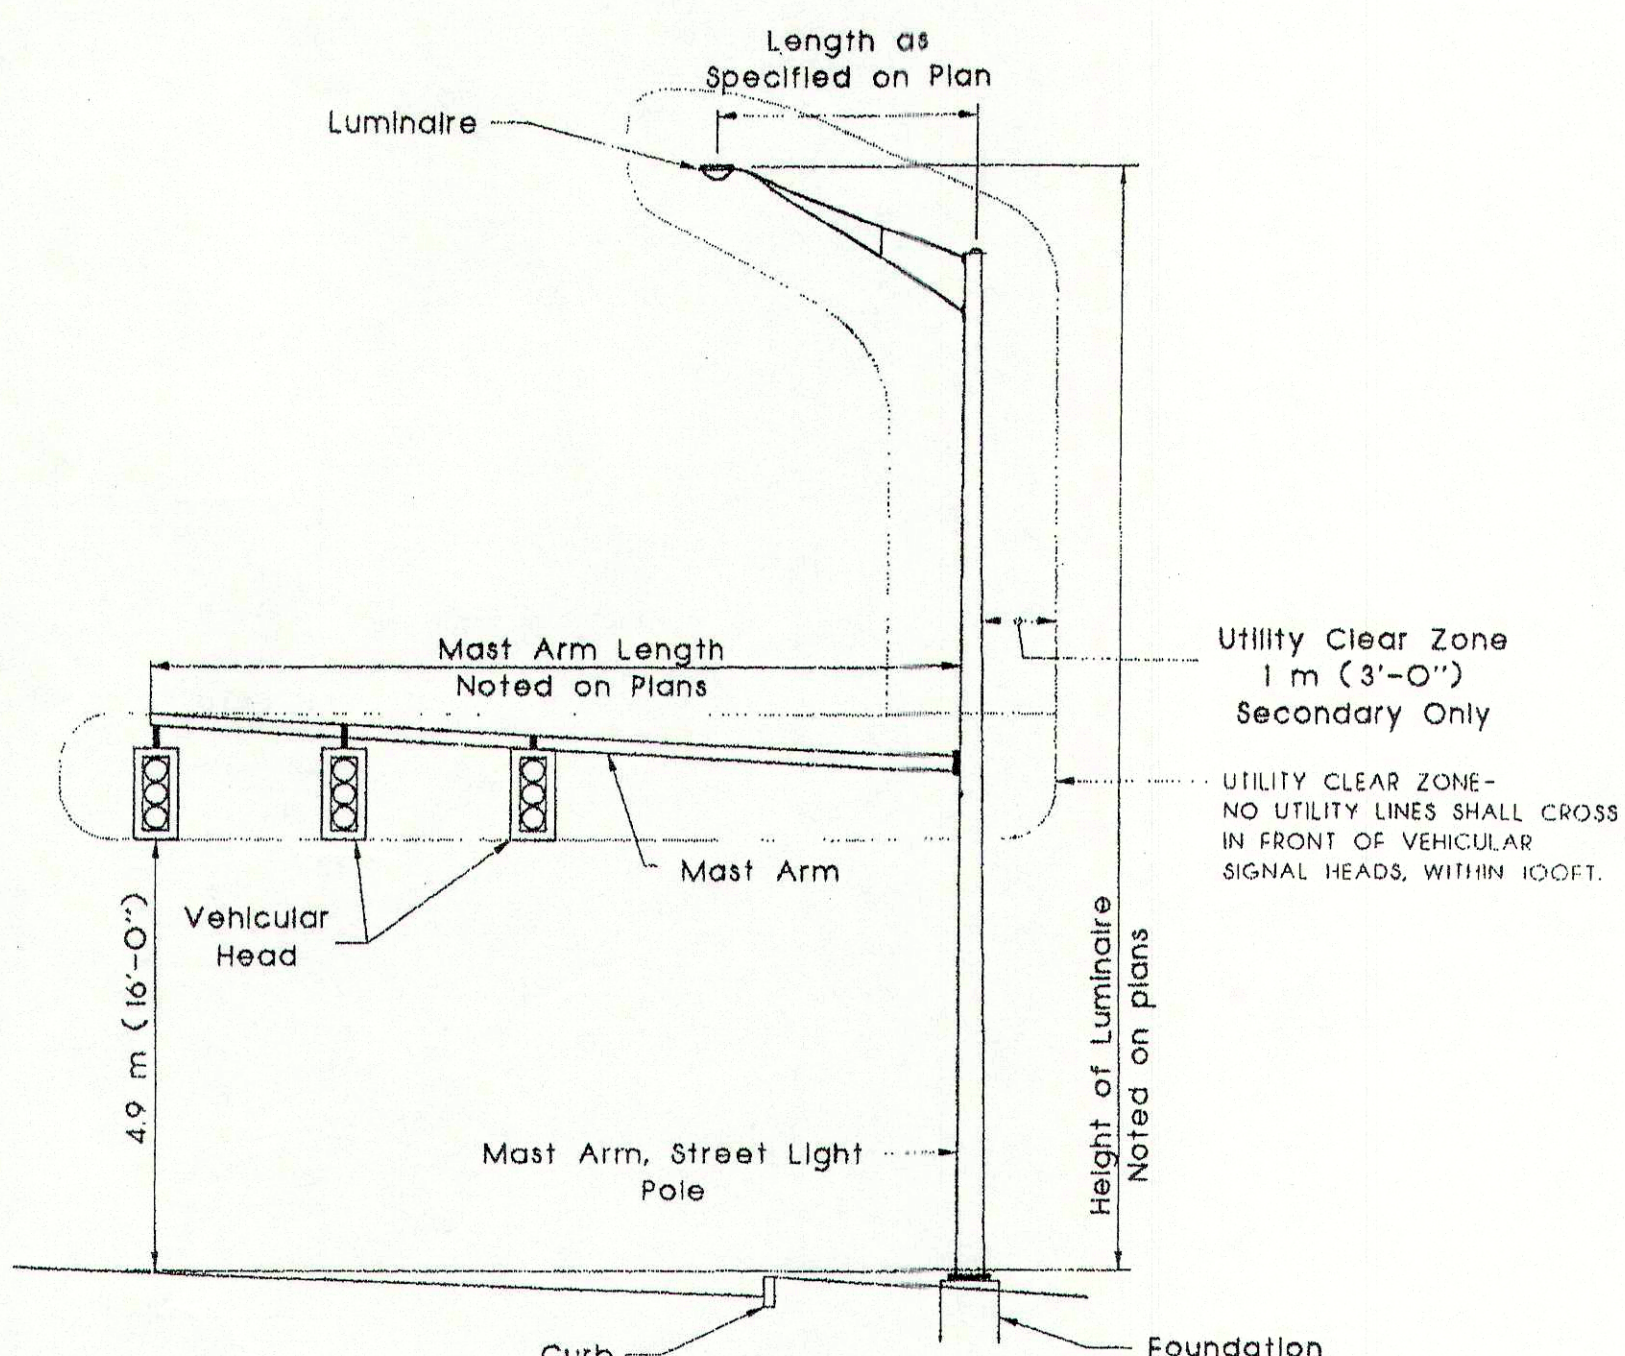 Length as
Specified on Plan
Luminaire
Mast Arm Length
Noted on Plans
Utility Clear Zone
1 m (3'-0")
Secondary Only
UTILITY CLEAR ZONE-
NO UTILITY LINES SHALL CROSS
IN FRONT OF VEHICULAR
SIGNAL HEADS, WITHIN 100FT.
Mast Arm
Vehicular
Head
4.9 m (16'-0")
Height of Luminaire
Noted on plans
Mast Arm, Street Light
Pole
Curb
Foundation